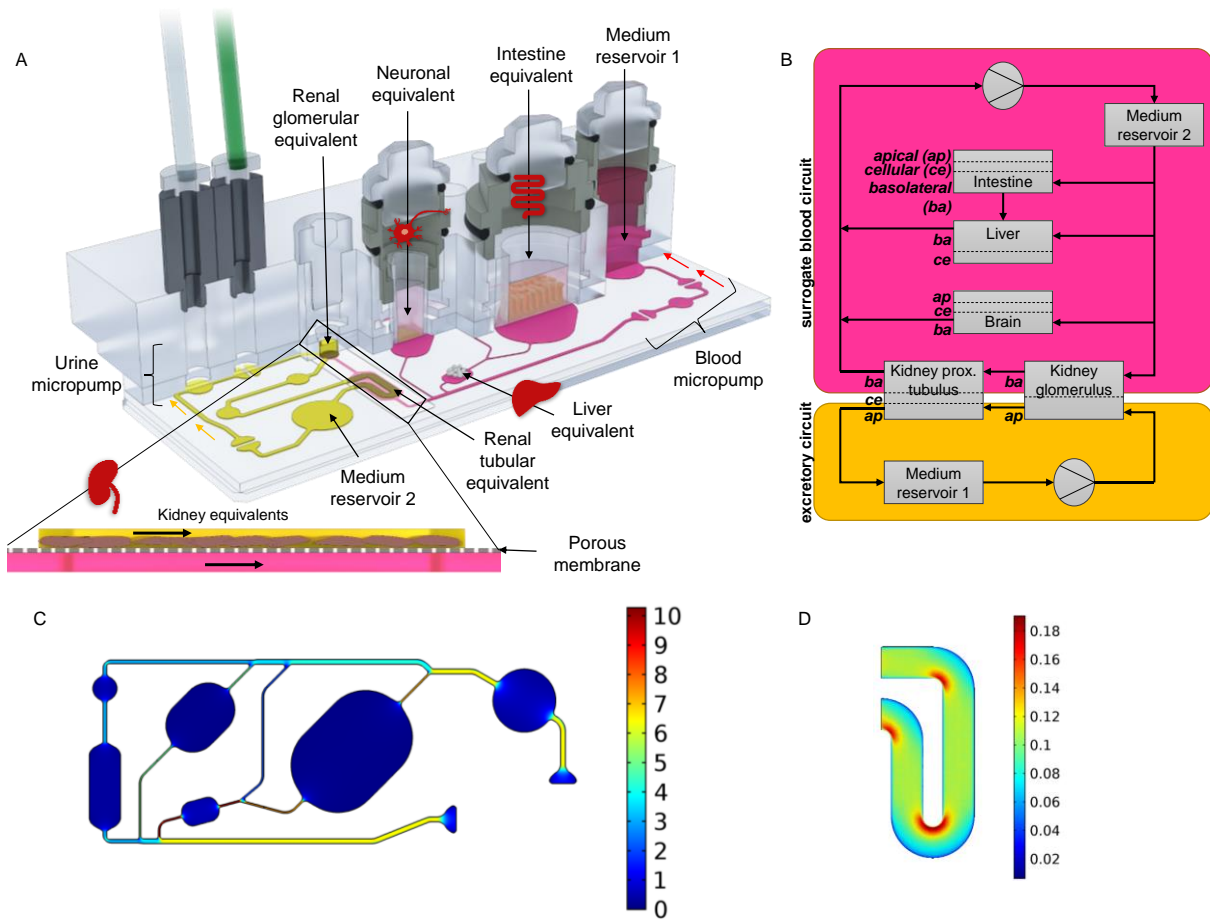 A
Medium
reservoir 1
Intestine
equivalent
Neuronal
equivalent
Renal
glomerular
equivalent
Urine
micropump
Blood
micropump
Liver
equivalent
Renal
tubular
equivalent
Medium
reservoir 2
Kidney equivalents
Porous
membrane
B
surrogate blood circuit
Medium
reservoir 2
apical (ap)
cellular (ce)
basolateral
(ba)
Intestine
Liver
ba
ce
ap
ce
ba
Brain
Kidney prox.
tubulus
ba
ce
ap
Kidney
glomerulus
ba
ap
excretory circuit
Medium
reservoir 1
C
10
9
8
7
6
5
4
3
2
1
0
D
0.18
0.16
0.14
0.12
0.1
0.08
0.06
0.04
0.02